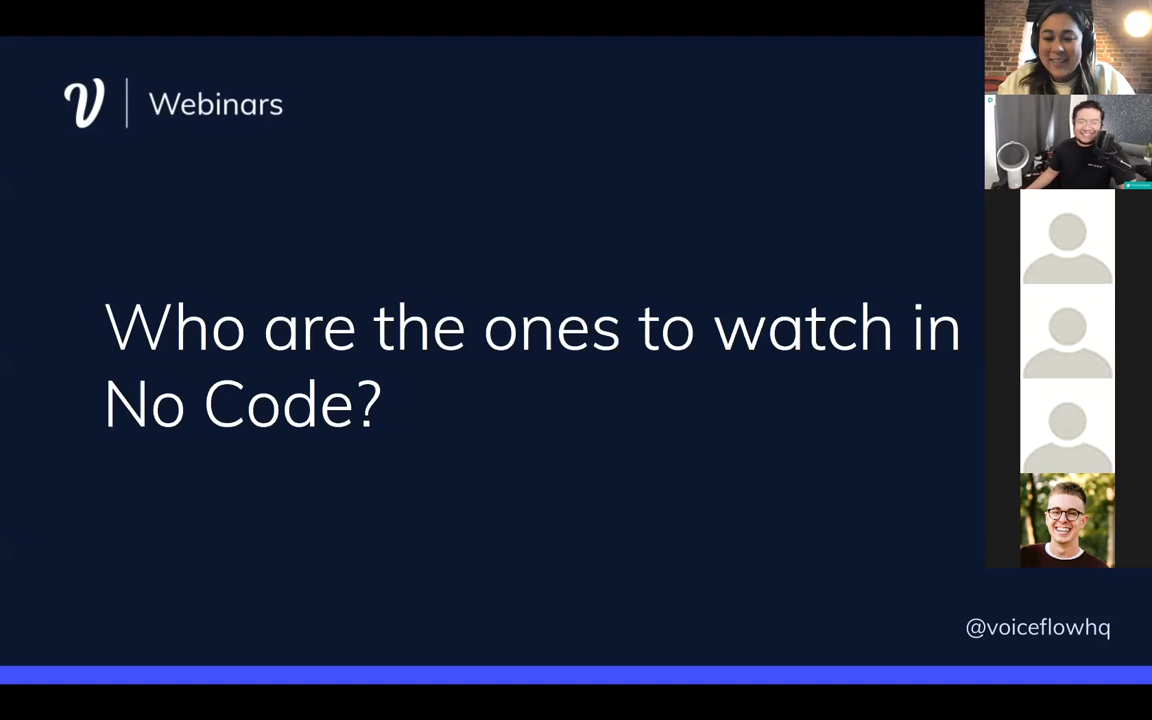 Webinars
Who are the ones to watch in
No Code?
@voiceflowhq